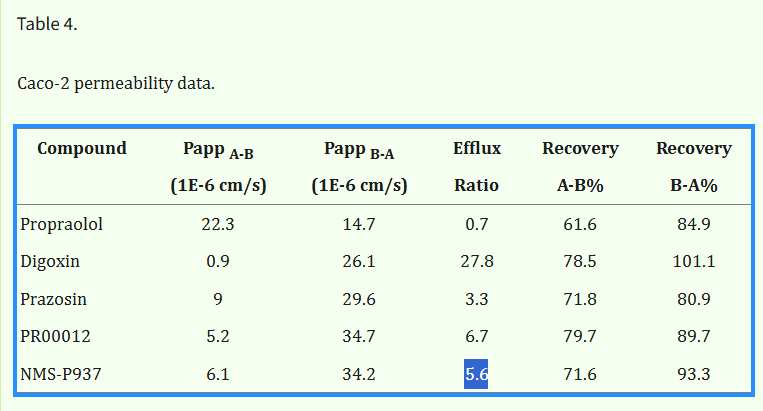 Table 4.
Caco-2 permeability data.
Compound Papp A-B Papp B-A Efflux Recovery Recovery
(1E-6 cm/s) (1E-6 cm/s) Ratio A-B% B-A%
Propraolol 22.3 14.7 0.7 61.6 84.9
Digoxin 0.9 26.1 27.8 78.5 101.1
Prazosin 9 29.6 3.3 71.8 80.9
PR00012 5.2 34.7 6.7 79.7 89.7
NMS-P937 6.1 34.2 5.6 71.6 93.3